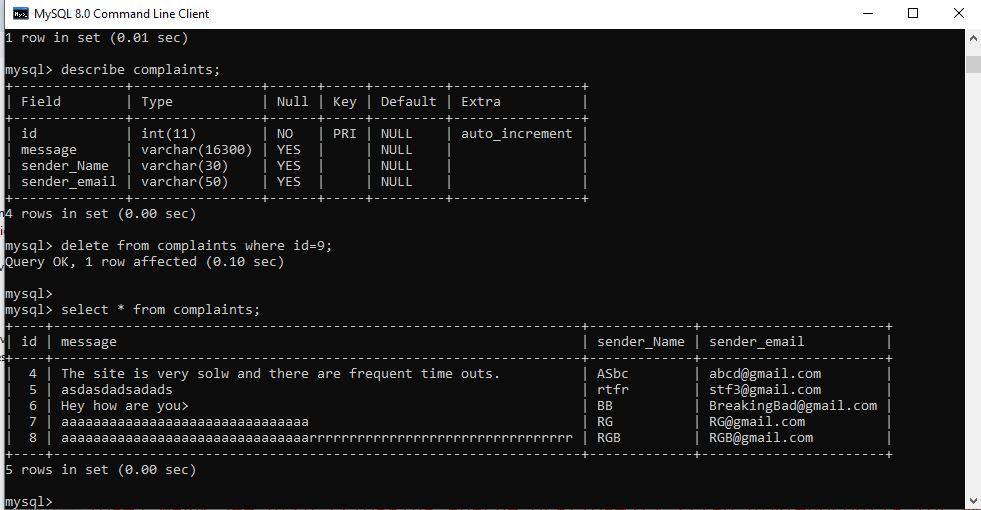 MySQL 8.0 Command Line Client
1 row in set (0.01 sec)
mysql> describe complaints;
+--------------+----------------+------+-----+---------+----------------+
| Field        | Type           | Null | Key | Default | Extra          |
+--------------+----------------+------+-----+---------+----------------+
| id           | int(11)        | NO   | PRI | NULL    | auto_increment |
| message      | varchar(16300) | YES  |     | NULL    |                |
| sender_Name  | varchar(30)    | YES  |     | NULL    |                |
| sender_email | varchar(50)    | YES  |     | NULL    |                |
+--------------+----------------+------+-----+---------+----------------+
4 rows in set (0.00 sec)
mysql> delete from complaints where id=9;
Query OK, 1 row affected (0.10 sec)
mysql>
mysql> select * from complaints;
+----+------------------------------------------------------------------+-------------+-----------------------+
| id | message                                                          | sender_Name | sender_email          |
+----+------------------------------------------------------------------+-------------+-----------------------+
|  4 | The site is very solw and there are frequent time outs.          | ASbc        | abcd@gmail.com        |
|  5 | asdasdadsadads                                                   | rtfr        | stf3@gmail.com        |
|  6 | Hey how are you>                                                 | BB          | BreakingBad@gmail.com |
|  7 | aaaaaaaaaaaaaaaaaaaaaaaaaaaaaaa                                  | RG          | RG@gmail.com          |
|  8 | aaaaaaaaaaaaaaaaaaaaaaaaaaaaaaarrrrrrrrrrrrrrrrrrrrrrrrrrrrrrrrr | RGB         | RGB@gmail.com         |
+----+------------------------------------------------------------------+-------------+-----------------------+
5 rows in set (0.00 sec)
mysql>